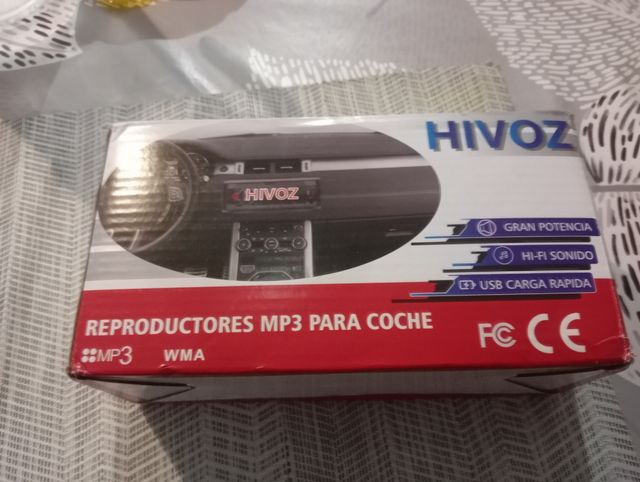 HIVOZ
HIVOZ
GRAN POTENCIA
HI-FI SONIDO
USB CARGA RAPIDA
REPRODUCTORES MP3 PARA COCHE
MP3 WMA
FC CE